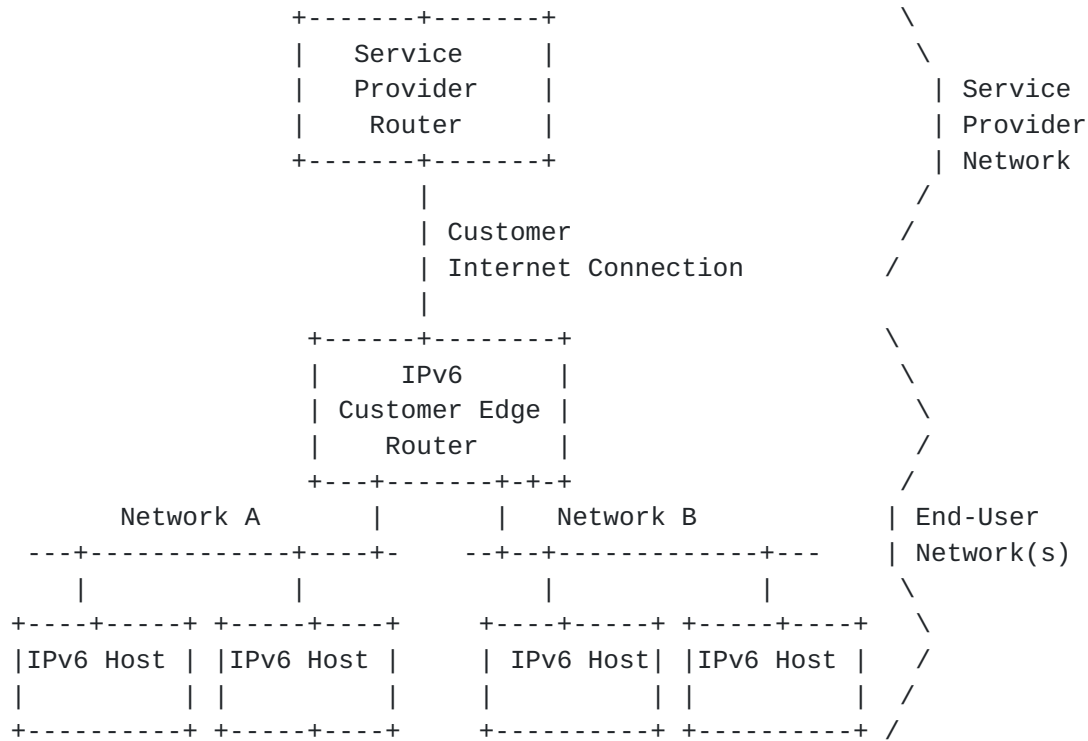 Service
Provider
Router
Service
Provider
Network
Customer
Internet Connection
IPv6
Customer Edge
Router
Network A
Network B
End-User
Network(s)
IPv6 Host
IPv6 Host
IPv6 Host
IPv6 Host